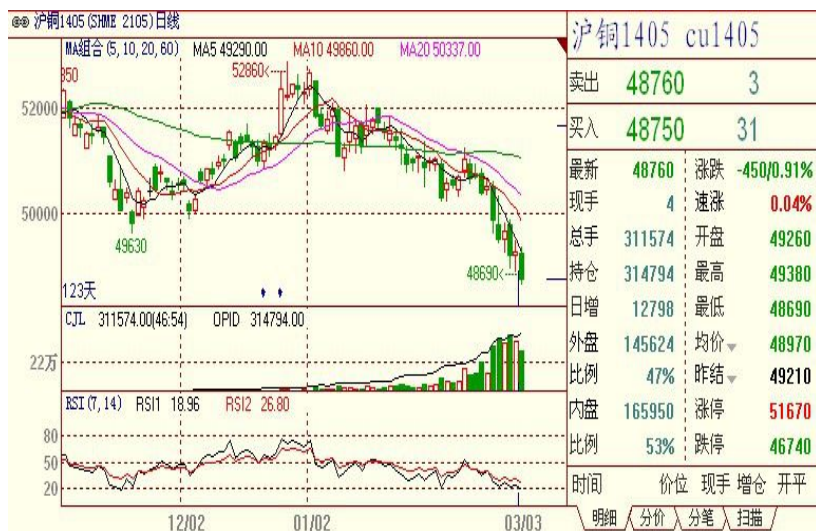 沪铜1405(SHME 2105)日线
MA组合(5,10,20,60) MA5 49290.00 MA10 49860.00 MA20 50337.00
350
52860
52000
50000
49630
48690
123天
CJL 311574.00(46:54) OPID 314794.00
22万
RSI(7,14) RSI1 18.96 RSI2 26.80
80
50
20
12/02 01/02 03/03
沪铜1405 cu1405
卖出 48760 3
买入 48750 31
最新 48760 涨跌 -450/0.91%
现手 4 速涨 0.04%
总手 311574 开盘 49260
持仓 314794 最高 49380
日增 12798 最低 48690
外盘 145624 均价 48970
比例 47% 昨结 49210
内盘 165950 涨停 51670
比例 53% 跌停 46740
时间 价位 现手 增仓 开平
明细 分价 分笔 扫描